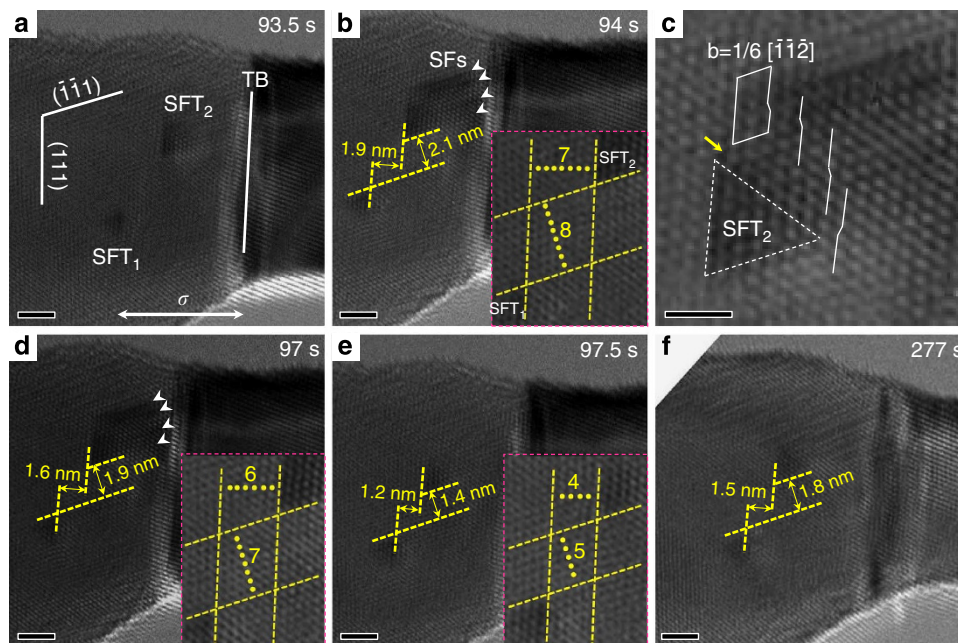 a
93.5 s
(1̄1̄1)
SFT2
TB
(111)
SFT1
σ
b
94 s
SFs
1.9 nm
2.1 nm
7
SFT2
8
SFT1
c
b=1/6 [1̄1̄2̄]
SFT2
d
97 s
1.6 nm
1.9 nm
6
7
e
97.5 s
1.2 nm
1.4 nm
4
5
f
277 s
1.5 nm
1.8 nm